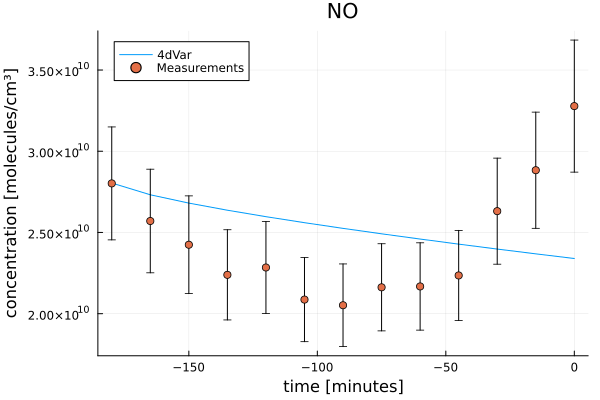 NO
4dVar
Measurements
concentration [molecules/cm³]
3.50×10¹⁰
3.00×10¹⁰
2.50×10¹⁰
2.00×10¹⁰
−150
−100
−50
0
time [minutes]